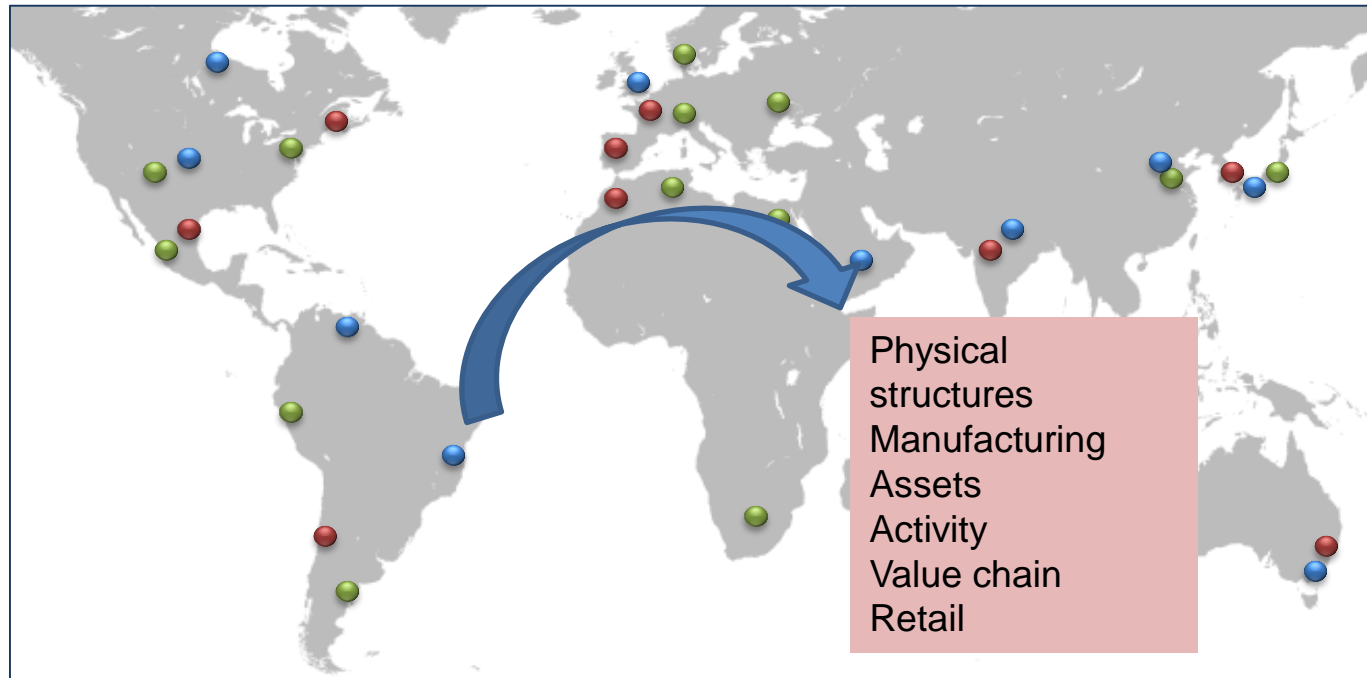 Physical
structures
Manufacturing
Assets
Activity
Value chain
Retail